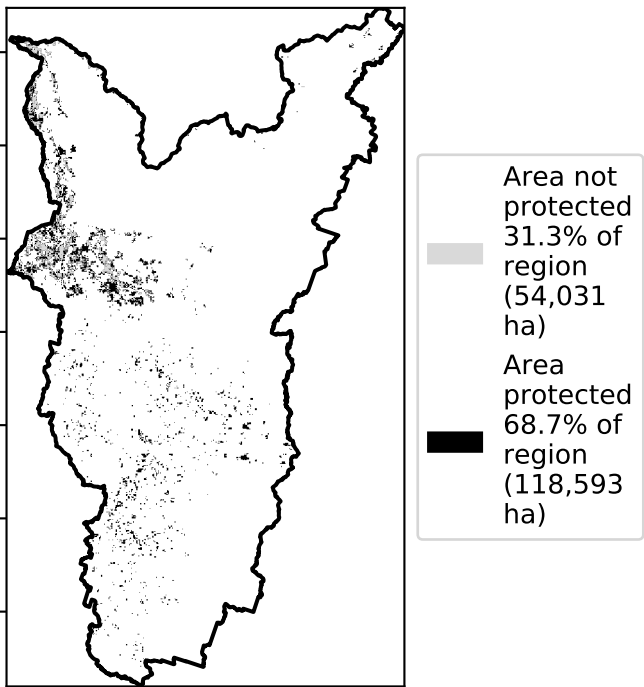 Area not
protected
31.3% of
region
(54,031
ha)
Area
protected
68.7% of
region
(118,593
ha)